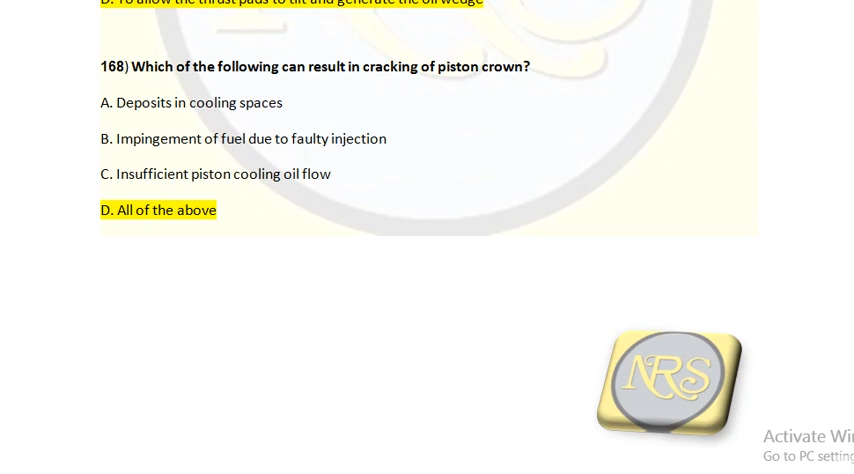 D. To allow the thrust pads to tilt and generate the oil wedge
168) Which of the following can result in cracking of piston crown?
A. Deposits in cooling spaces
B. Impingement of fuel due to faulty injection
C. Insufficient piston cooling oil flow
D. All of the above
NRS
Activate Wi
Go to PC setting